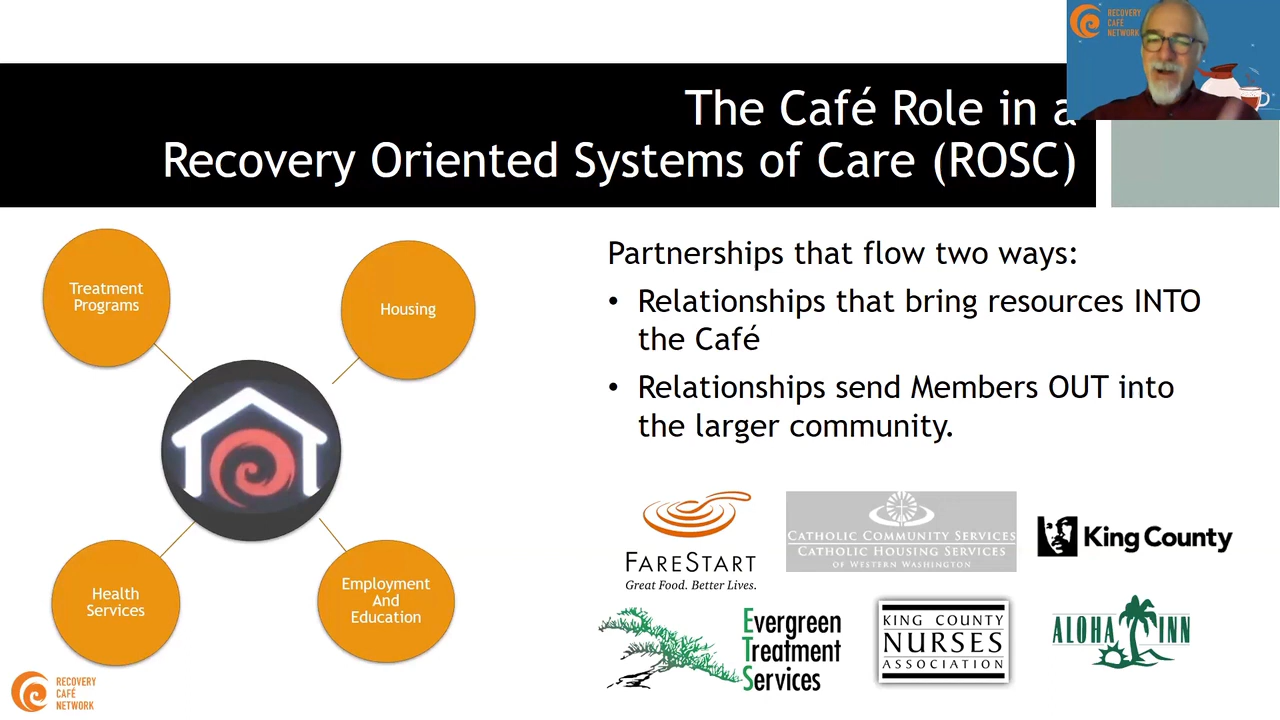 RECOVERY
CAFÉ
NETWORK
The Café Role in a
Recovery Oriented Systems of Care (ROSC)
Treatment
Programs
Housing
Health
Services
Employment
And
Education
Partnerships that flow two ways:
• Relationships that bring resources INTO
the Café
• Relationships send Members OUT into
the larger community.
FARESTART
Great Food. Better Lives.
CATHOLIC COMMUNITY SERVICES
CATHOLIC HOUSING SERVICES
OF WESTERN WASHINGTON
King County
Evergreen
Treatment
Services
KING COUNTY
NURSES
ASSOCIATION
ALOHA INN
RECOVERY
CAFÉ
NETWORK